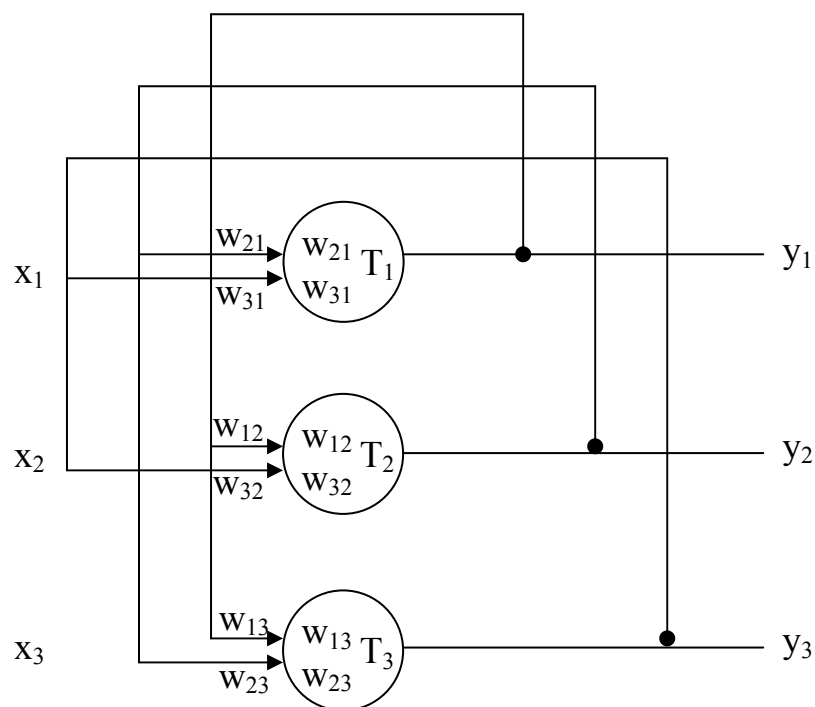 w₂₁
w₂₁ T₁
y₁
x₁
w₃₁
w₃₁
w₁₂
w₁₂ T₂
y₂
x₂
w₃₂
w₃₂
w₁₃
w₁₃ T₃
y₃
x₃
w₂₃
w₂₃